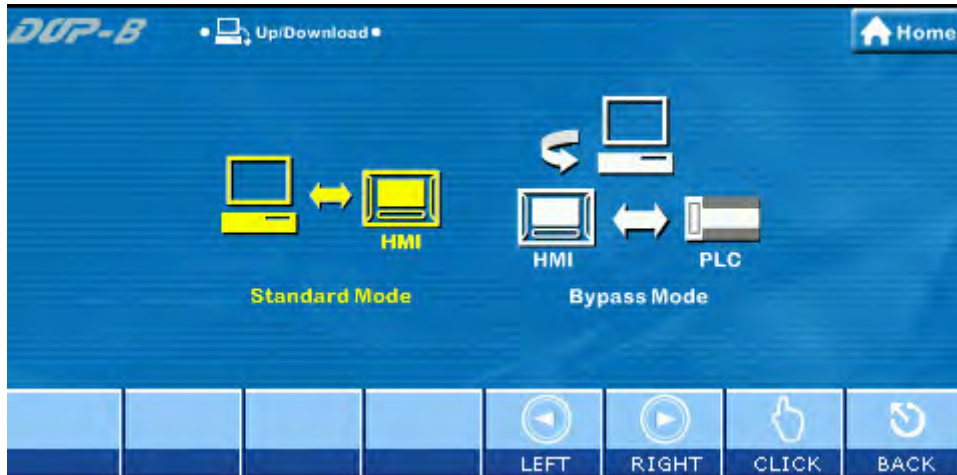 DOP-B
• Up/Download •
Home
HMI
HMI
PLC
Standard Mode
Bypass Mode
LEFT
RIGHT
CLICK
BACK